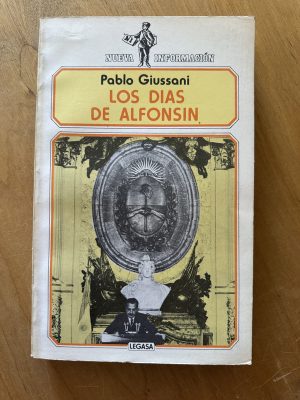 NUEVA INFORMACIÓN
Pablo Giussani
LOS DIAS
DE ALFONSIN
LEGASA